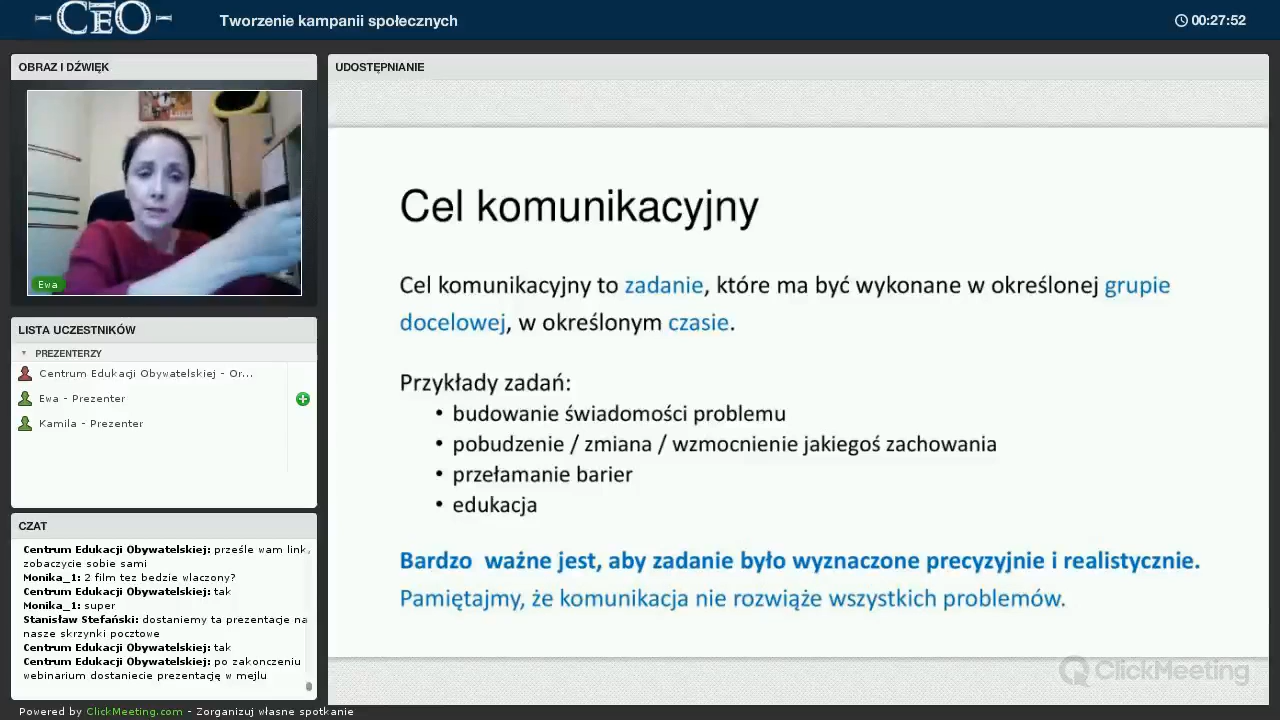 CEO
Tworzenie kampanii społecznych
00:27:52
OBRAZ I DŹWIĘK
Ewa
LISTA UCZESTNIKÓW
PREZENTERZY
Centrum Edukacji Obywatelskiej - Or...
Ewa - Prezenter
Kamila - Prezenter
CZAT
Centrum Edukacji Obywatelskiej: prześle wam link,
zobaczycie sobie sami
Monika_1: 2 film tez bedzie wlaczony?
Centrum Edukacji Obywatelskiej: tak
Monika_1: super
Stanisław Stefański: dostaniemy ta prezentacje na
nasze skrzynki pocztowe
Centrum Edukacji Obywatelskiej: tak
Centrum Edukacji Obywatelskiej: po zakonczeniu
webinarium dostaniecie prezentację w mejlu
UDOSTĘPNIANIE
Cel komunikacyjny
Cel komunikacyjny to zadanie, które ma być wykonane w określonej grupie
docelowej, w określonym czasie.
Przykłady zadań:
• budowanie świadomości problemu
• pobudzenie / zmiana / wzmocnienie jakiegoś zachowania
• przełamanie barier
• edukacja
Bardzo ważne jest, aby zadanie było wyznaczone precyzyjnie i realistycznie.
Pamiętajmy, że komunikacja nie rozwiąże wszystkich problemów.
ClickMeeting
Powered by ClickMeeting.com - Zorganizuj własne spotkanie